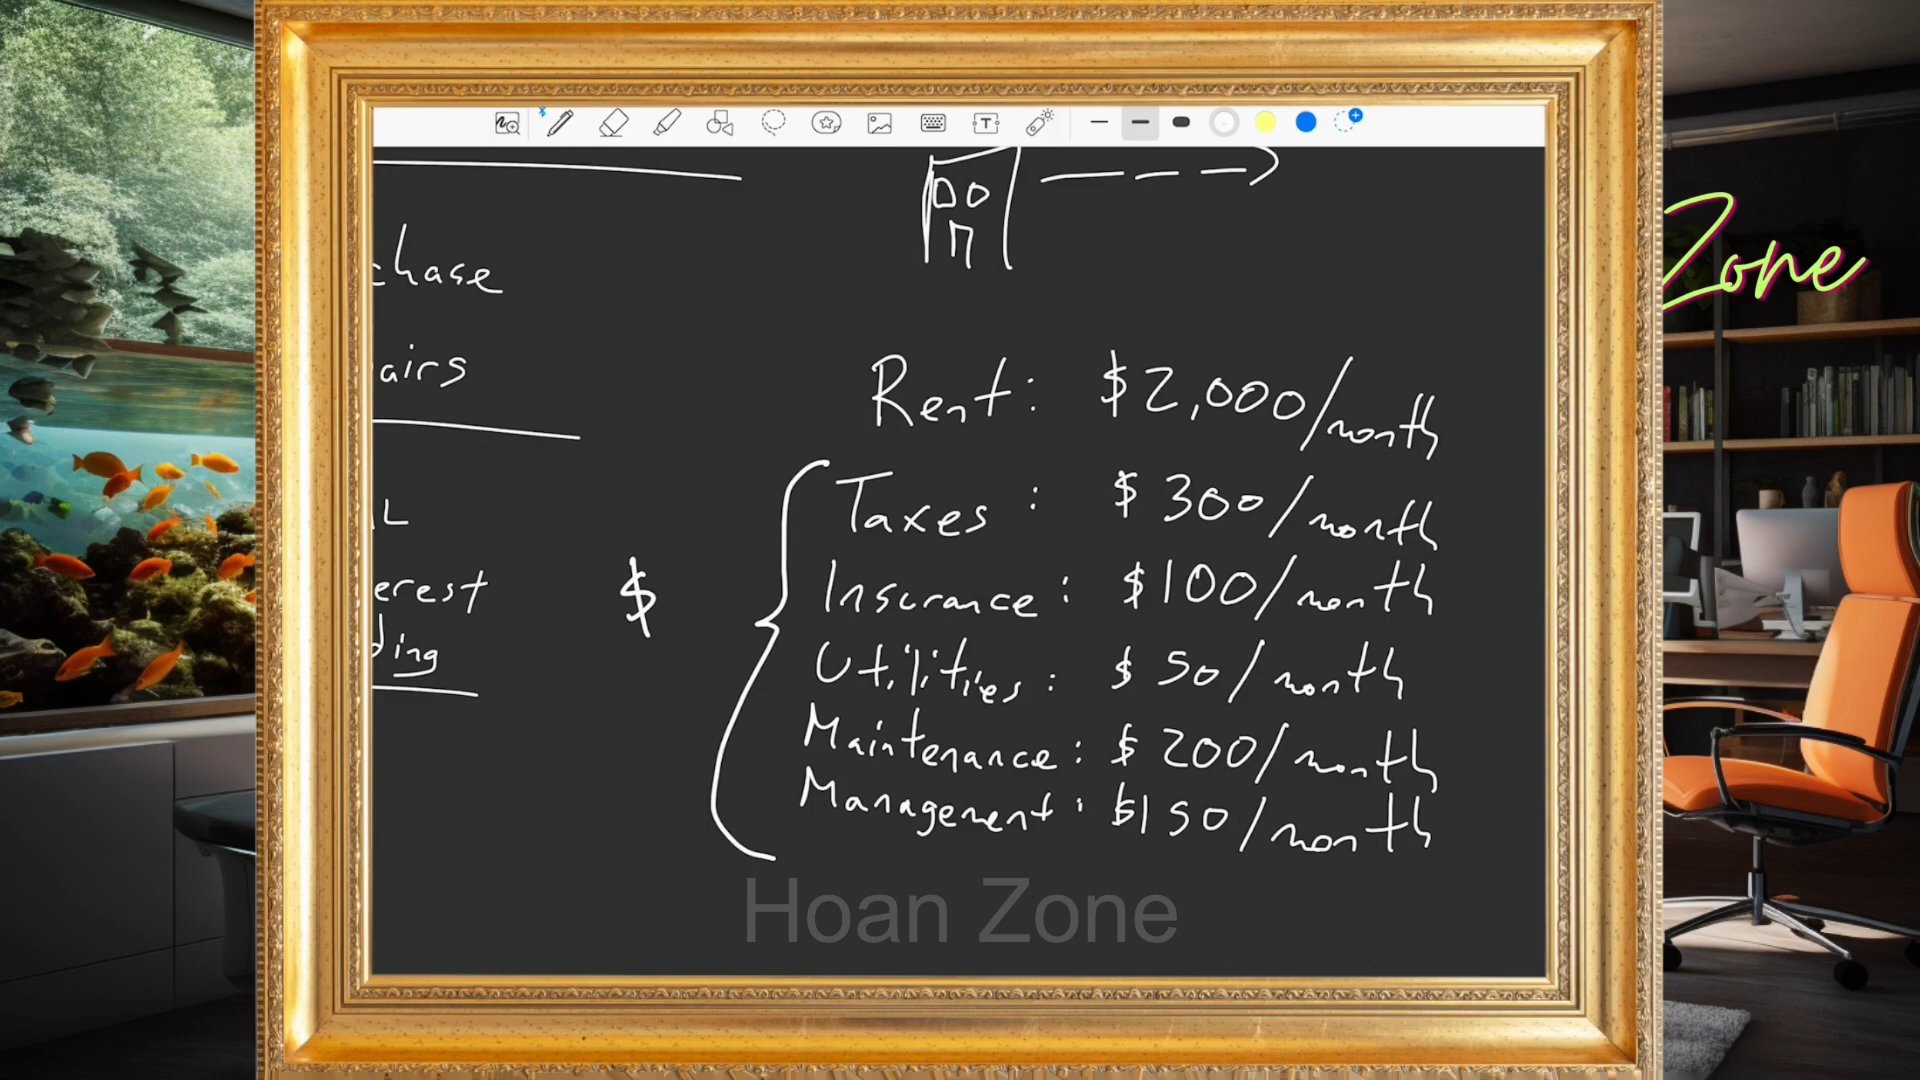 chase
airs
L
erest
ding
$
Rent: $2,000/month
Taxes: $300/month
Insurance: $100/month
Utilities: $50/month
Maintenance: $200/month
Management: $150/month
Hoan Zone
Zone